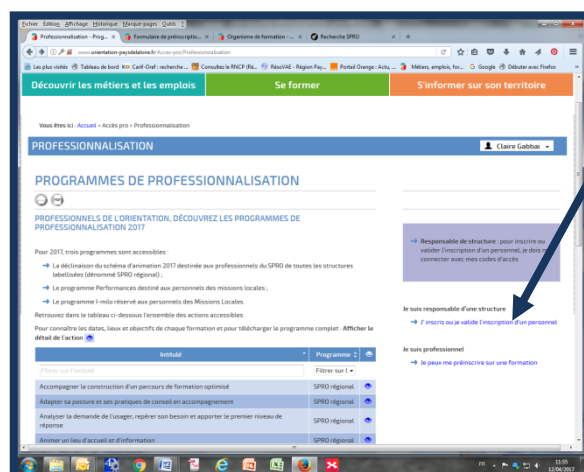 Fichier Édition Affichage Historique Marque-pages Outils ?
Professionnalisation - Prog... × Formulaire de préinscriptio... × Organisme de formation - ... × Recherche SPRO × +
www.orientation-paysdelaloire.fr/Acces-pro/Professionnalisation
Les plus visités Tableau de bord Carif-Oref : recherche ... Consultez le RNCP (Ré... RésoVAE - Région Pay... Portail Orange : Actu, ... Métiers, emplois, for... Google Débuter avec Firefox »
Découvrir les métiers et les emplois Se former S'informer sur son territoire
Vous êtes ici : Accueil » Accès pro » Professionnalisation
PROFESSIONNALISATION Claire Gabbai
PROGRAMMES DE PROFESSIONNALISATION
PROFESSIONNELS DE L'ORIENTATION, DÉCOUVREZ LES PROGRAMMES DE
PROFESSIONNALISATION 2017
Pour 2017, trois programmes sont accessibles :
La déclinaison du schéma d'animation 2017 destinée aux professionnels du SPRO de toutes les structures
labellisées (dénommé SPRO régional) ;
Le programme Performances destiné aux personnels des missions locales ;
Le programme I-milo réservé aux personnels des Missions Locales.
Retrouvez dans le tableau ci-dessous l'ensemble des actions accessibles.
Pour connaître les dates, lieux et objectifs de chaque formation et pour télécharger le programme complet : Afficher le
détail de l'action
Intitulé Programme
Filtrer sur l'intitulé Filtrer sur l
Accompagner la construction d'un parcours de formation optimisé SPRO régional
Adapter sa posture et ses pratiques de conseil en accompagnement SPRO régional
Analyser la demande de l'usager, repérer son besoin et apporter le premier niveau de
réponse SPRO régional
Animer un lieu d'accueil et d'information SPRO régional
Responsable de structure : pour inscrire ou
valider l'inscription d'un personnel, je dois m
connecter avec mes codes d'accès
Je suis responsable d'une structure
J' inscris ou je valide l'inscription d'un personnel
Je suis professionnel
Je peux me préinscrire sur une formation
FR 11:55
12/04/2017